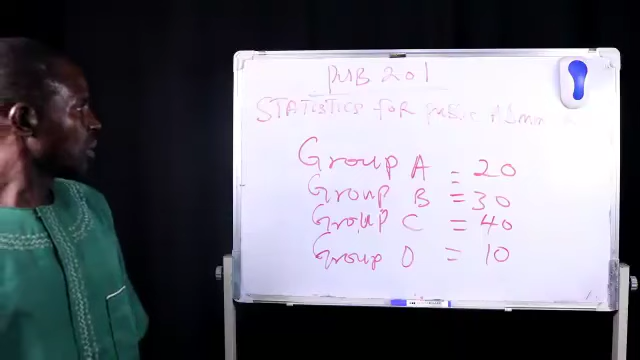 PUB 201
STATISTICS FOR PUBLIC ADMIN
Group A = 20
Group B = 30
Group C = 40
Group D = 10